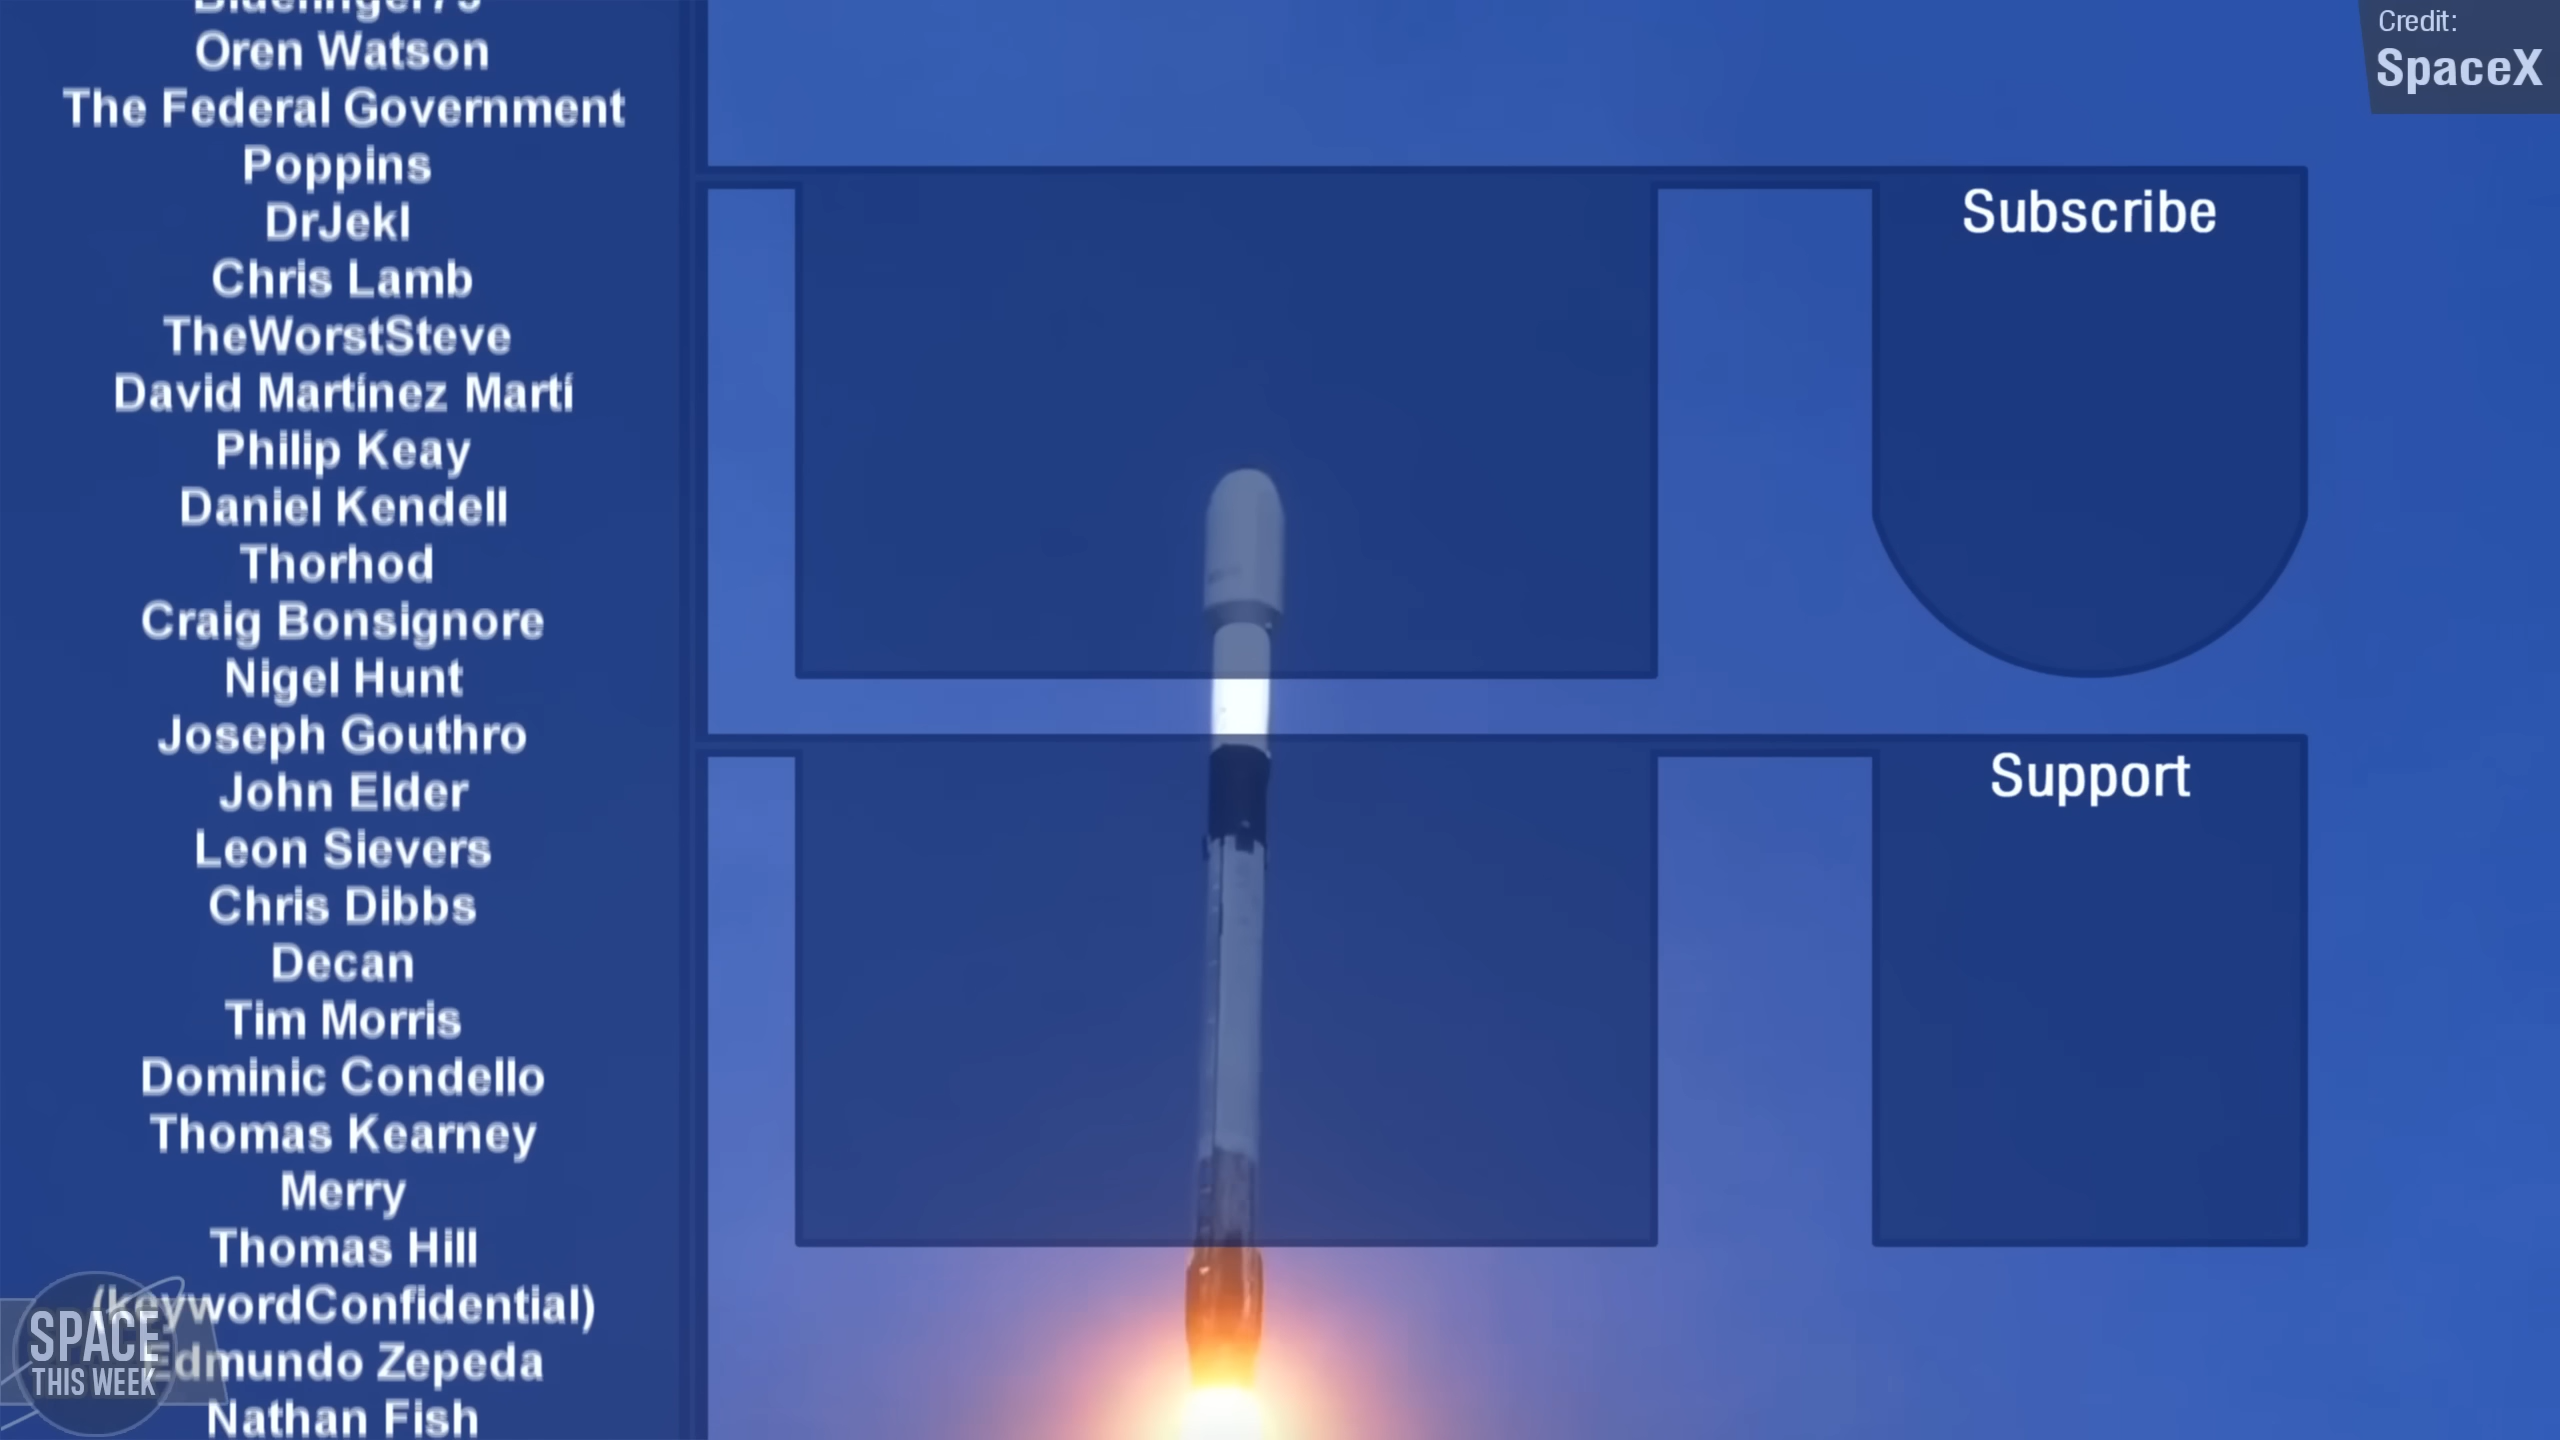 Oren Watson
The Federal Government
Poppins
DrJekl
Chris Lamb
TheWorstSteve
David Martínez Martí
Philip Keay
Daniel Kendell
Thorhod
Craig Bonsignore
Nigel Hunt
Joseph Gouthro
John Elder
Leon Sievers
Chris Dibbs
Decan
Tim Morris
Dominic Condello
Thomas Kearney
Merry
Thomas Hill
(keywordConfidential)
Edmundo Zepeda
Nathan Fish
SPACE
THIS WEEK
Subscribe
Support
Credit:
SpaceX